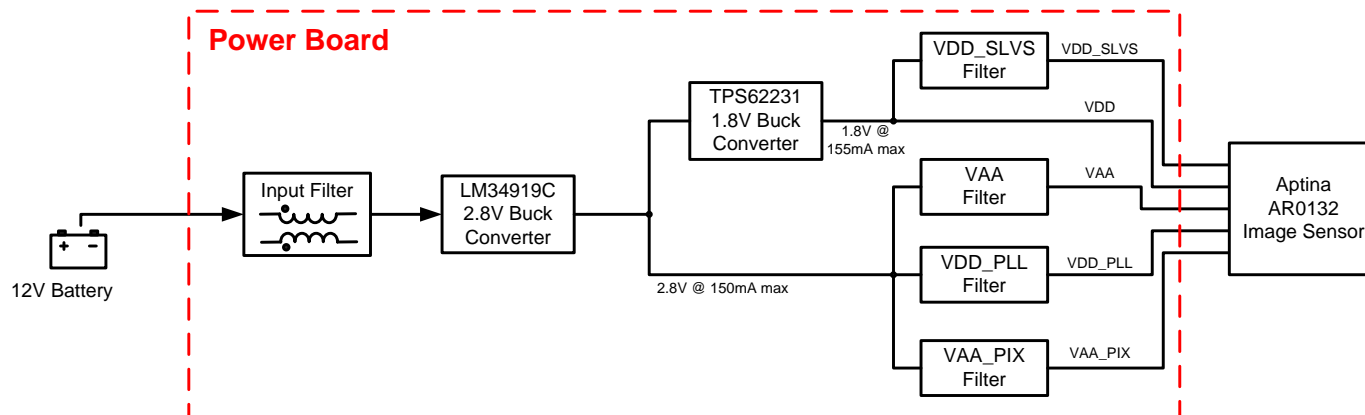 Power Board
12V Battery
Input Filter
LM34919C
2.8V Buck
Converter
TPS62231
1.8V Buck
Converter
1.8V @
155mA max
2.8V @ 150mA max
VDD_SLVS
Filter
VDD_SLVS
VDD
VAA
Filter
VAA
VDD_PLL
Filter
VDD_PLL
VAA_PIX
Filter
VAA_PIX
Aptina
AR0132
Image Sensor